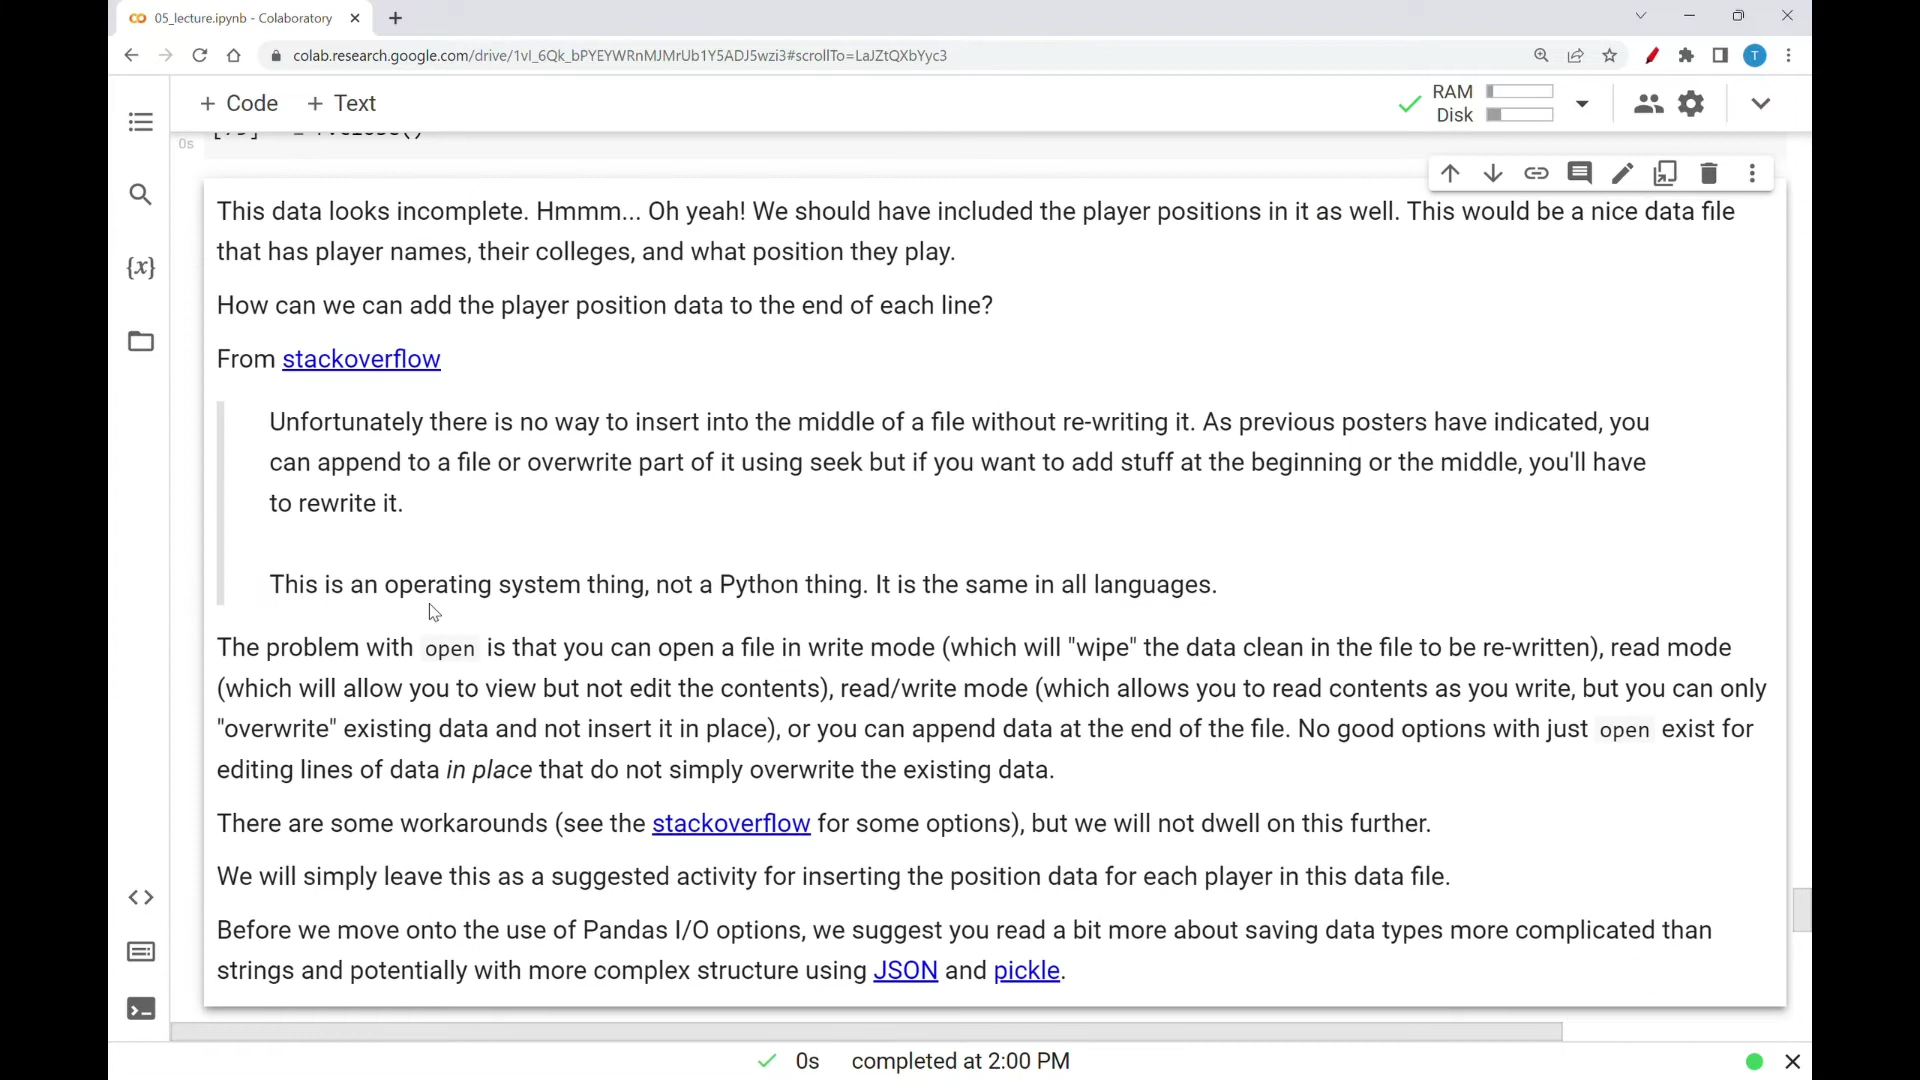 05_lecture.ipynb - Colaboratory
colab.research.google.com/drive/1vI_6Qk_bPYEYWRnMJMrUb1Y5ADJ5wzi3#scrollTo=LaJZtQXbYyc3
T
+ Code + Text
RAM
Disk
0s
{x}
This data looks incomplete. Hmmm... Oh yeah! We should have included the player positions in it as well. This would be a nice data file
that has player names, their colleges, and what position they play.
How can we can add the player position data to the end of each line?
From stackoverflow
Unfortunately there is no way to insert into the middle of a file without re-writing it. As previous posters have indicated, you
can append to a file or overwrite part of it using seek but if you want to add stuff at the beginning or the middle, you'll have
to rewrite it.
This is an operating system thing, not a Python thing. It is the same in all languages.
The problem with open is that you can open a file in write mode (which will "wipe" the data clean in the file to be re-written), read mode
(which will allow you to view but not edit the contents), read/write mode (which allows you to read contents as you write, but you can only
"overwrite" existing data and not insert it in place), or you can append data at the end of the file. No good options with just open exist for
editing lines of data in place that do not simply overwrite the existing data.
There are some workarounds (see the stackoverflow for some options), but we will not dwell on this further.
We will simply leave this as a suggested activity for inserting the position data for each player in this data file.
Before we move onto the use of Pandas I/O options, we suggest you read a bit more about saving data types more complicated than
strings and potentially with more complex structure using JSON and pickle.
0s completed at 2:00 PM